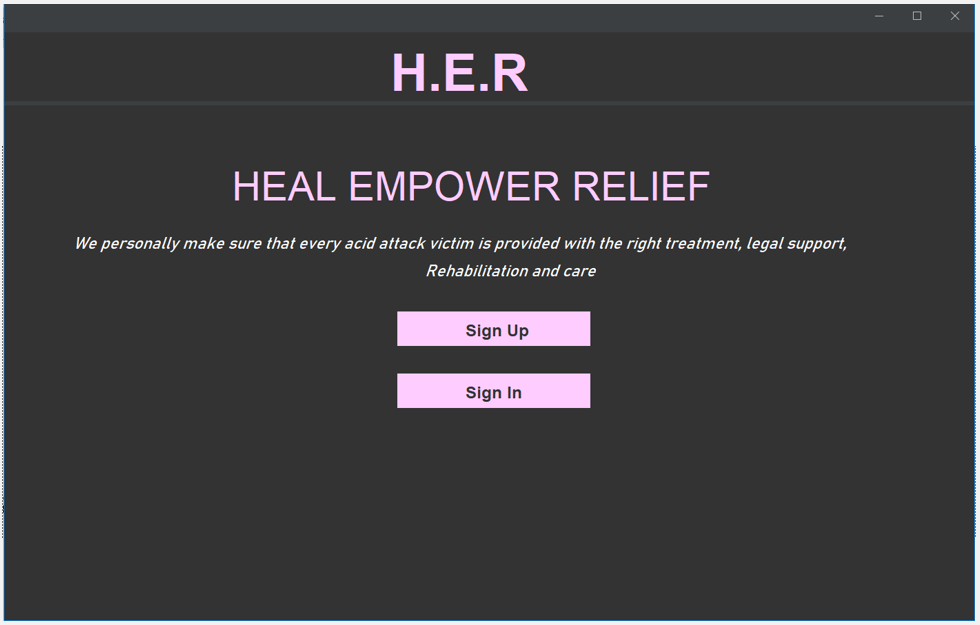 H.E.R
HEAL EMPOWER RELIEF
We personally make sure that every acid attack victim is provided with the right treatment, legal support,
Rehabilitation and care
Sign Up
Sign In